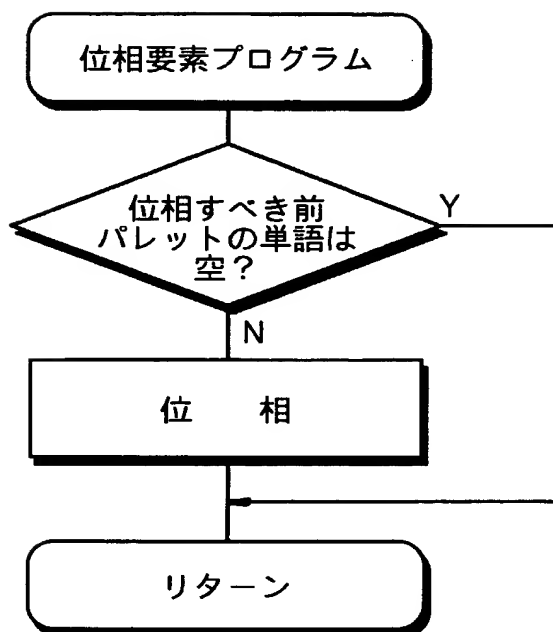 位相要素プログラム
位相すべき前
パレットの単語は
空？
Y
N
位 相
リターン